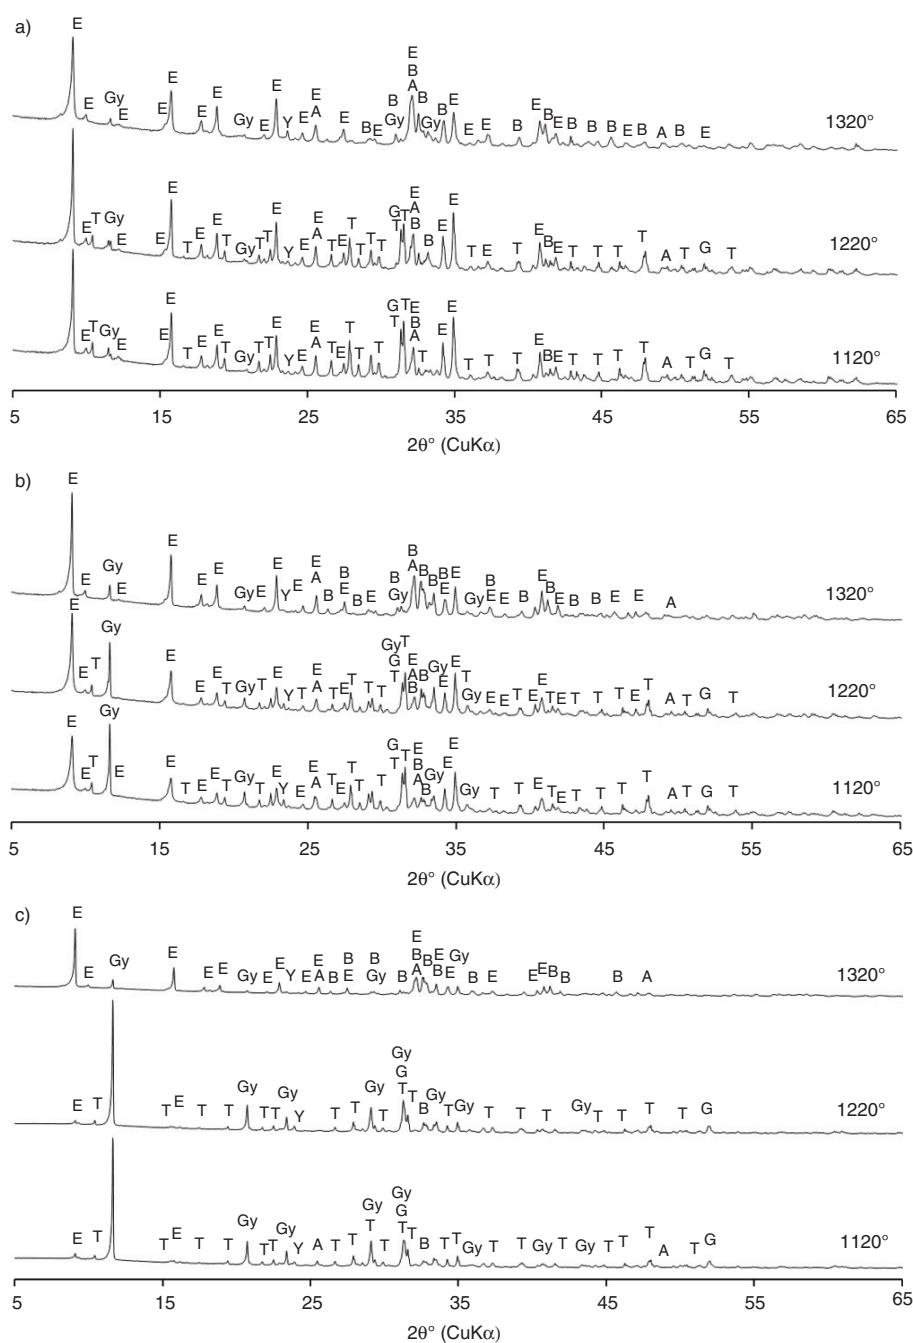 a)
E
E Gy E E E E E Gy E E Y E E A E B E B Gy E B A B Gy B E E E B E B E B B B B E B A B E
1320°
E T Gy E E E T E E T Gy T T E Y E E A T E T T T T G T T E A B B E E T E T E B E T T T T A T G T
1220°
E T Gy E E E T E E T Gy T T E Y E E A T E T T T T G T T E B A T E E T T T E B E T T T T A T G T
1120°
5 15 25 35 45 55 65
2θ° (CuKα)
b)
E
E Gy E E E E Gy E E Y E E A B B E B E B Gy B A B B B E E Gy E B E B E B E B B E E E A
1320°
E
E T Gy E E E T Gy T E Y T E A T E T T T Gy G T T E A B B Gy E E T Gy E E T E E T E T T E T A T G T
1220°
E T Gy E E T E E Gy T E Y E E A T E T T T G T T E B A B Gy E E Gy T T E T E T T T T A T G T
1120°
5 15 25 35 45 55 65
2θ° (CuKα)
c)
E
E Gy E E E Gy E E Y E E A B B E B Gy B E B A B E B Gy E B E E E B B B A
1320°
E T T E T T Gy T T Gy Y T T Gy T Gy G T T B Gy T Gy T T T Gy T T T T G
1220°
E T T E T T Gy T T Gy Y A T T Gy T T Gy G T T B T T Gy T T Gy T Gy T T T A T G
1120°
5 15 25 35 45 55 65
2θ° (CuKα)